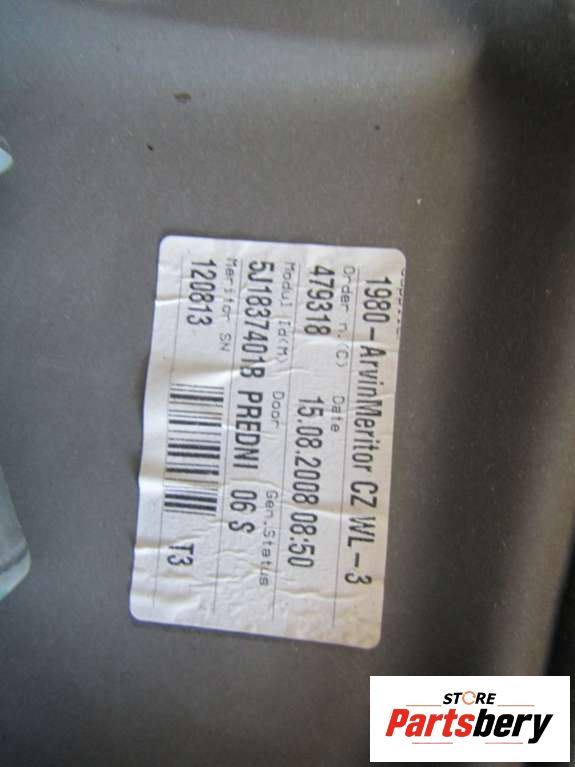 1980-ArvinMeritor CZ WL-3
Order n.(C) Date
479318 15.08.2008 08:50
Modul Id(M) Door Gen.Status
5J1837401B PREDNI 06 S
Meritor SN
120813 T3
STORE
Partsbery